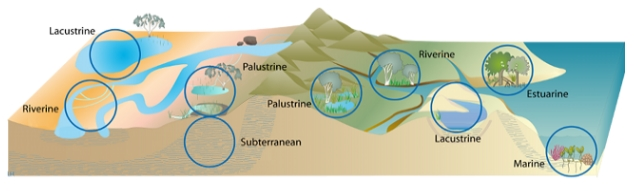 Lacustrine
Riverine
Palustrine
Palustrine
Riverine
Estuarine
Subterranean
Lacustrine
Marine